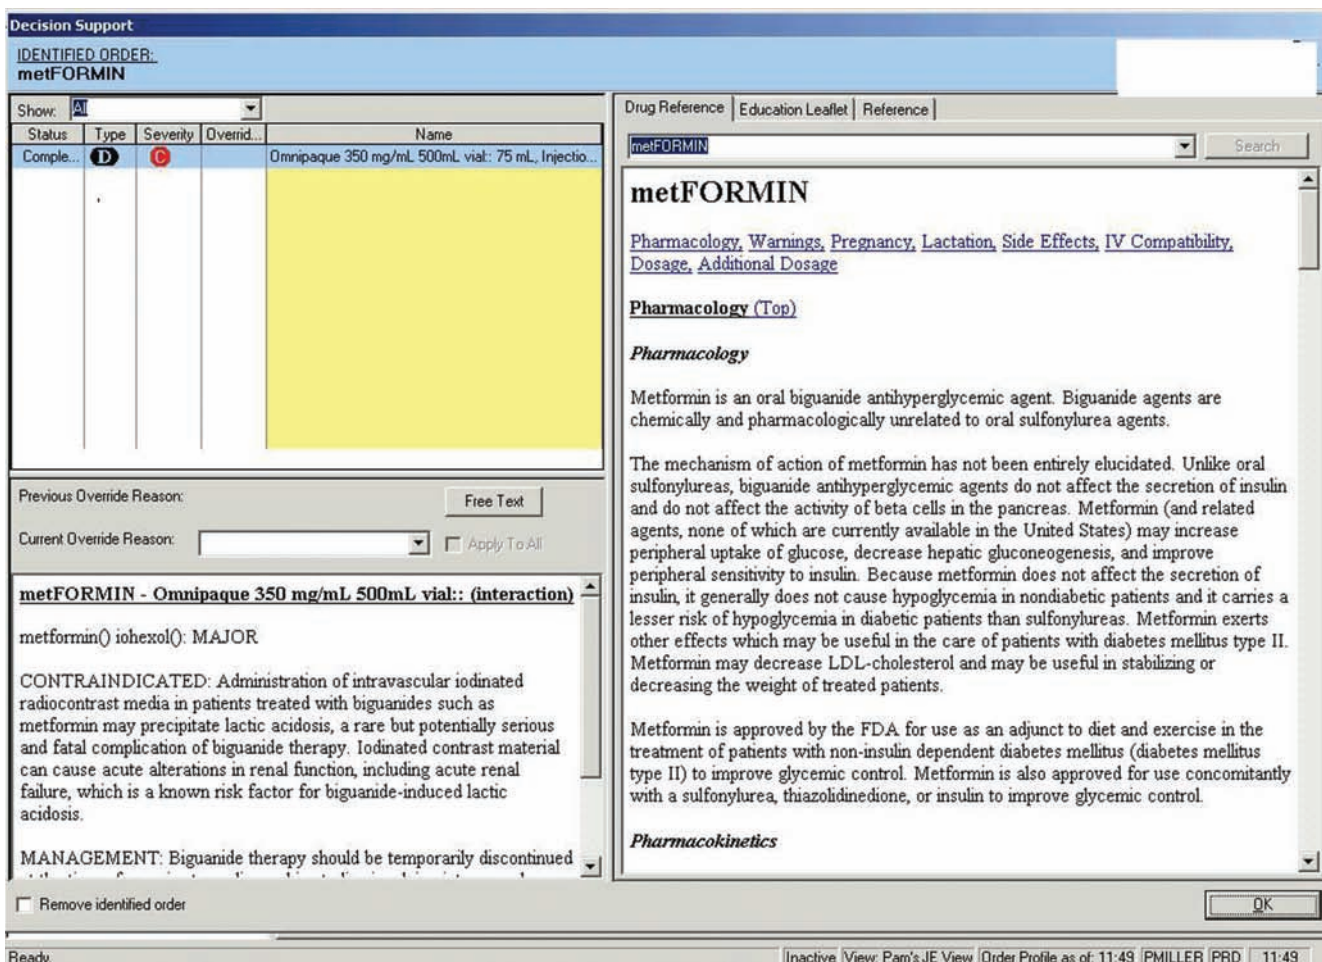 Decision Support
IDENTIFIED ORDER:
metFORMIN
Show: All
Status Type Severity Overrid... Name
Comple... D C Omnipaque 350 mg/mL 500mL vial:: 75 mL, Injectio...
Previous Override Reason:
Free Text
Current Override Reason:
Apply To All
metFORMIN - Omnipaque 350 mg/mL 500mL vial:: (interaction)
metformin() iohexol(): MAJOR
CONTRAINDICATED: Administration of intravascular iodinated
radiocontrast media in patients treated with biguanides such as
metformin may precipitate lactic acidosis, a rare but potentially serious
and fatal complication of biguanide therapy. Iodinated contrast material
can cause acute alterations in renal function, including acute renal
failure, which is a known risk factor for biguanide-induced lactic
acidosis.
MANAGEMENT: Biguanide therapy should be temporarily discontinued
Remove identified order
Drug Reference Education Leaflet Reference
metFORMIN
Search
metFORMIN
Pharmacology, Warnings, Pregnancy, Lactation, Side Effects, IV Compatibility,
Dosage, Additional Dosage
Pharmacology (Top)
Pharmacology
Metformin is an oral biguanide antihyperglycemic agent. Biguanide agents are
chemically and pharmacologically unrelated to oral sulfonylurea agents.
The mechanism of action of metformin has not been entirely elucidated. Unlike oral
sulfonylureas, biguanide antihyperglycemic agents do not affect the secretion of insulin
and do not affect the activity of beta cells in the pancreas. Metformin (and related
agents, none of which are currently available in the United States) may increase
peripheral uptake of glucose, decrease hepatic gluconeogenesis, and improve
peripheral sensitivity to insulin. Because metformin does not affect the secretion of
insulin, it generally does not cause hypoglycemia in nondiabetic patients and it carries a
lesser risk of hypoglycemia in diabetic patients than sulfonylureas. Metformin exerts
other effects which may be useful in the care of patients with diabetes mellitus type II.
Metformin may decrease LDL-cholesterol and may be useful in stabilizing or
decreasing the weight of treated patients.
Metformin is approved by the FDA for use as an adjunct to diet and exercise in the
treatment of patients with non-insulin dependent diabetes mellitus (diabetes mellitus
type II) to improve glycemic control. Metformin is also approved for use concomitantly
with a sulfonylurea, thiazolidinedione, or insulin to improve glycemic control.
Pharmacokinetics
OK
Ready Inactive View: Pam's JE View Order Profile as of: 11:49 PMILLER PRD 11:49